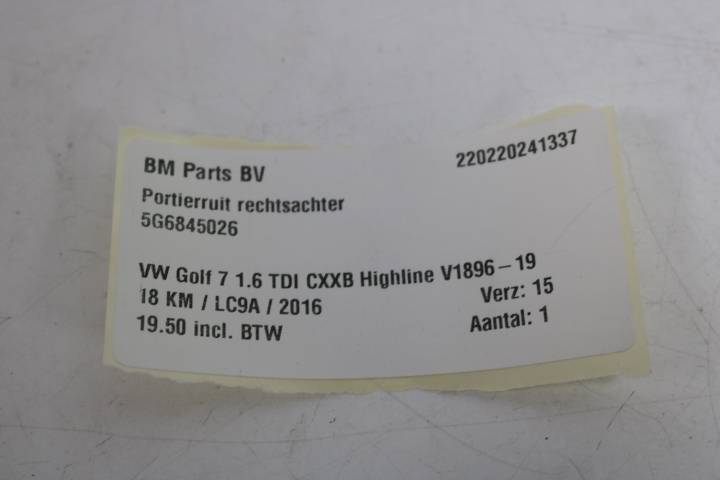 BM Parts BV
220220241337
Portierruit rechtsachter
5G6845026
VW Golf 7 1.6 TDI CXXB Highline V1896-19
18 KM / LC9A / 2016
Verz: 15
19.50 incl. BTW
Aantal: 1